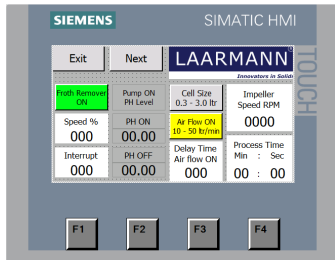 SIEMENS
SIMATIC HMI
TOUCH
Exit
Next
LAARMANN
Innovators in Solids
Froth Remover
ON
Pump ON
PH Level
Cell Size
0.3 - 3.0 ltr
Impeller
Speed RPM
0000
Speed %
000
PH ON
00.00
Air Flow ON
10 - 50 ltr/min
Interrupt
000
PH OFF
00.00
Delay Time
Air flow ON
000
Process Time
Min : Sec
00 : 00
F1
F2
F3
F4